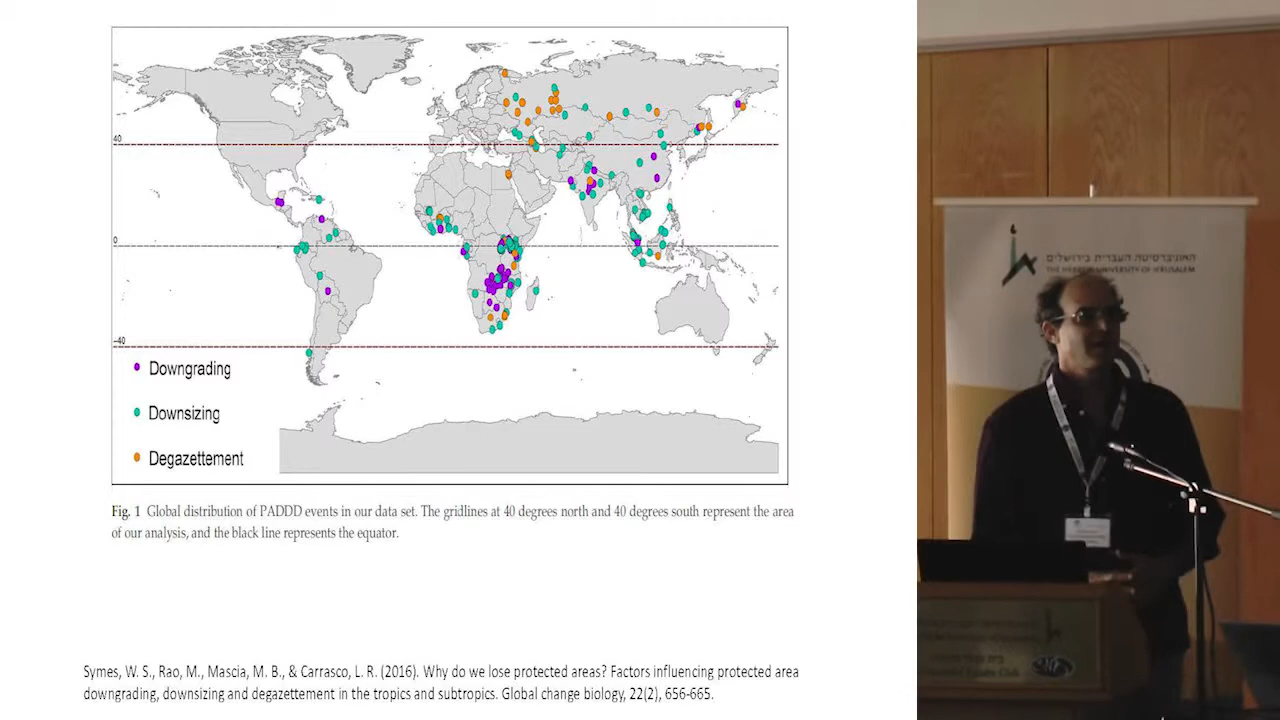 40
0
-40
Downgrading
Downsizing
Degazettement
Fig. 1 Global distribution of PADDD events in our data set. The gridlines at 40 degrees north and 40 degrees south represent the area
of our analysis, and the black line represents the equator.
Symes, W. S., Rao, M., Mascia, M. B., & Carrasco, L. R. (2016). Why do we lose protected areas? Factors influencing protected area
downgrading, downsizing and degazettement in the tropics and subtropics. Global change biology, 22(2), 656-665.
האוניברסיטה העברית בירושלים
THE HEBREW UNIVERSITY OF JERUSALEM